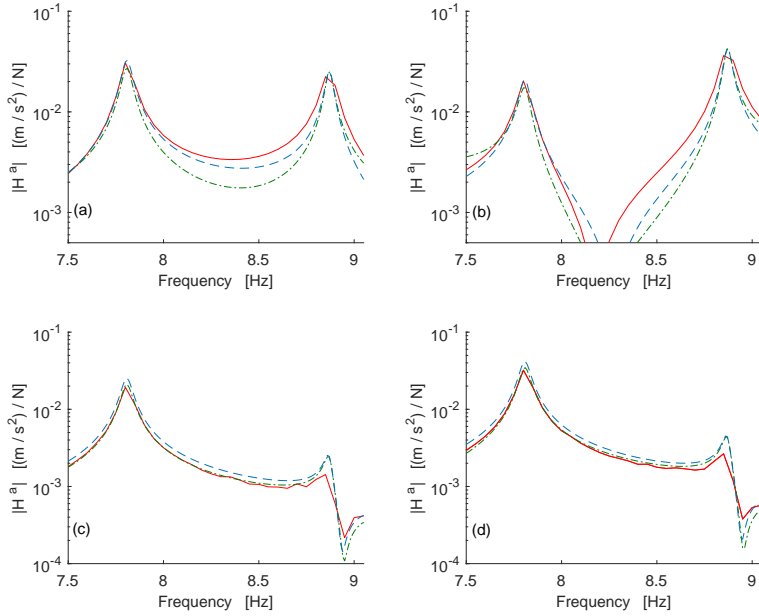 10^-1
10^-2
10^-3
|H^a| [(m / s^2) / N]
(a)
7.5 8 8.5 9
Frequency [Hz]
10^-1
10^-2
10^-3
|H^a| [(m / s^2) / N]
(b)
7.5 8 8.5 9
Frequency [Hz]
10^-1
10^-2
10^-3
10^-4
|H^a| [(m / s^2) / N]
(c)
7.5 8 8.5 9
Frequency [Hz]
10^-1
10^-2
10^-3
10^-4
|H^a| [(m / s^2) / N]
(d)
7.5 8 8.5 9
Frequency [Hz]